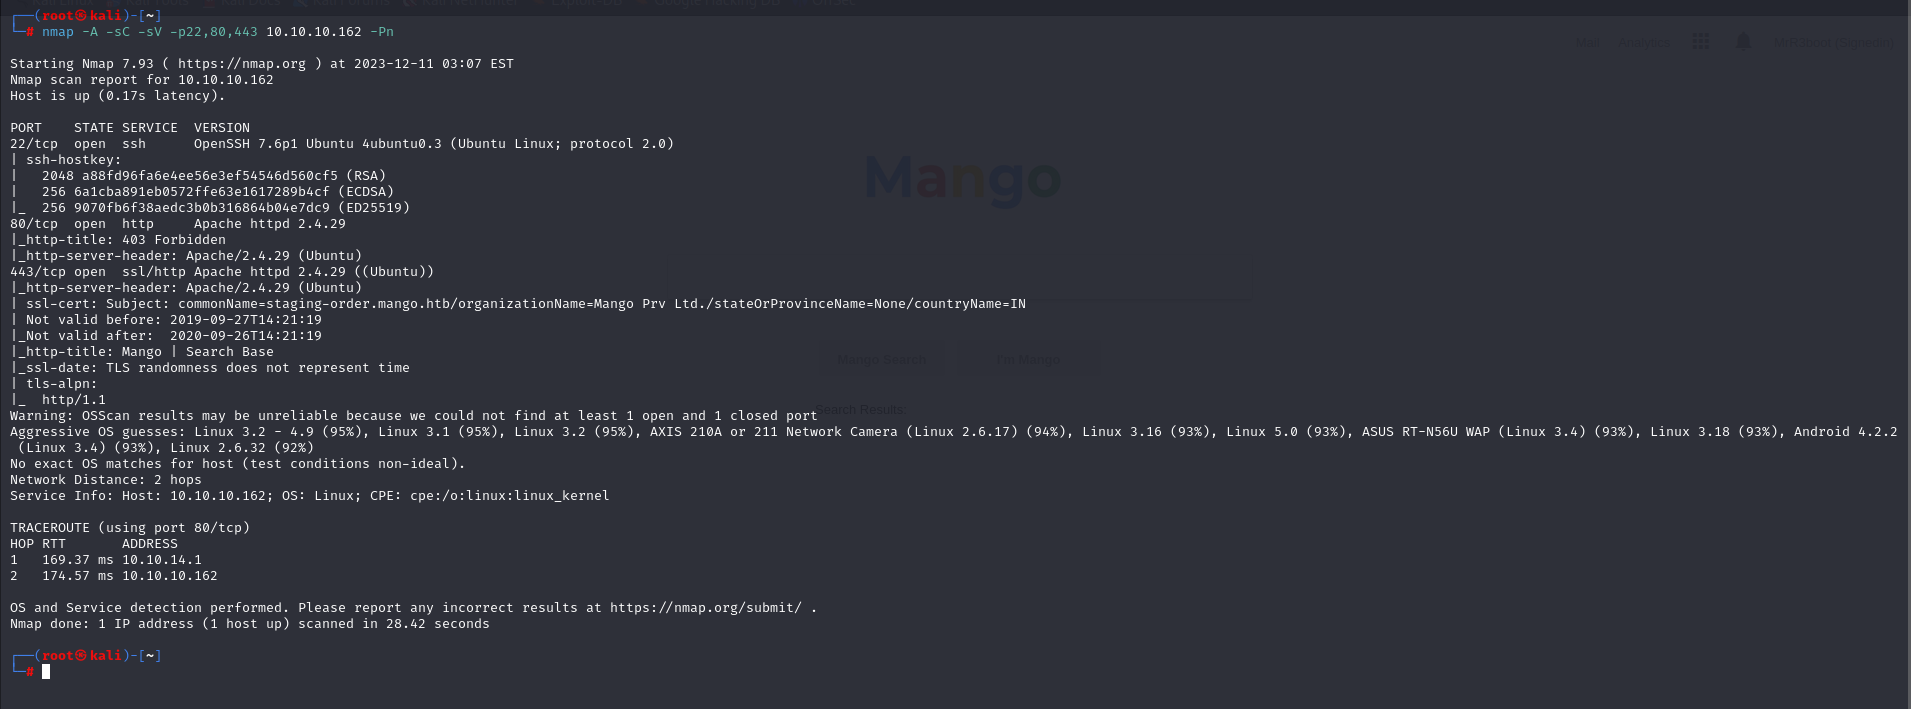 ┌──(root㉿kali)-[~]
└─# nmap -A -sC -sV -p22,80,443 10.10.10.162 -Pn
Starting Nmap 7.93 ( https://nmap.org ) at 2023-12-11 03:07 EST
Nmap scan report for 10.10.10.162
Host is up (0.17s latency).
PORT    STATE SERVICE  VERSION
22/tcp  open  ssh      OpenSSH 7.6p1 Ubuntu 4ubuntu0.3 (Ubuntu Linux; protocol 2.0)
| ssh-hostkey:
|   2048 a88fd96fa6e4ee56e3ef54546d560cf5 (RSA)
|   256 6a1cba891eb0572ffe63e1617289b4cf (ECDSA)
|_  256 9070fb6f38aedc3b0b316864b04e7dc9 (ED25519)
80/tcp  open  http     Apache httpd 2.4.29
|_http-title: 403 Forbidden
|_http-server-header: Apache/2.4.29 (Ubuntu)
443/tcp open  ssl/http Apache httpd 2.4.29 ((Ubuntu))
|_http-server-header: Apache/2.4.29 (Ubuntu)
| ssl-cert: Subject: commonName=staging-order.mango.htb/organizationName=Mango Prv Ltd./stateOrProvinceName=None/countryName=IN
| Not valid before: 2019-09-27T14:21:19
|_Not valid after:  2020-09-26T14:21:19
|_http-title: Mango | Search Base
|_ssl-date: TLS randomness does not represent time
| tls-alpn:
|_  http/1.1
Warning: OSScan results may be unreliable because we could not find at least 1 open and 1 closed port
Aggressive OS guesses: Linux 3.2 - 4.9 (95%), Linux 3.1 (95%), Linux 3.2 (95%), AXIS 210A or 211 Network Camera (Linux 2.6.17) (94%), Linux 3.16 (93%), Linux 5.0 (93%), ASUS RT-N56U WAP (Linux 3.4) (93%), Linux 3.18 (93%), Android 4.2.2
 (Linux 3.4) (93%), Linux 2.6.32 (92%)
No exact OS matches for host (test conditions non-ideal).
Network Distance: 2 hops
Service Info: Host: 10.10.10.162; OS: Linux; CPE: cpe:/o:linux:linux_kernel
TRACEROUTE (using port 80/tcp)
HOP RTT       ADDRESS
1   169.37 ms 10.10.14.1
2   174.57 ms 10.10.10.162
OS and Service detection performed. Please report any incorrect results at https://nmap.org/submit/ .
Nmap done: 1 IP address (1 host up) scanned in 28.42 seconds
┌──(root㉿kali)-[~]
└─#
Mail Analytics
Mango
Mango Search
I'm Mango
Search Results: